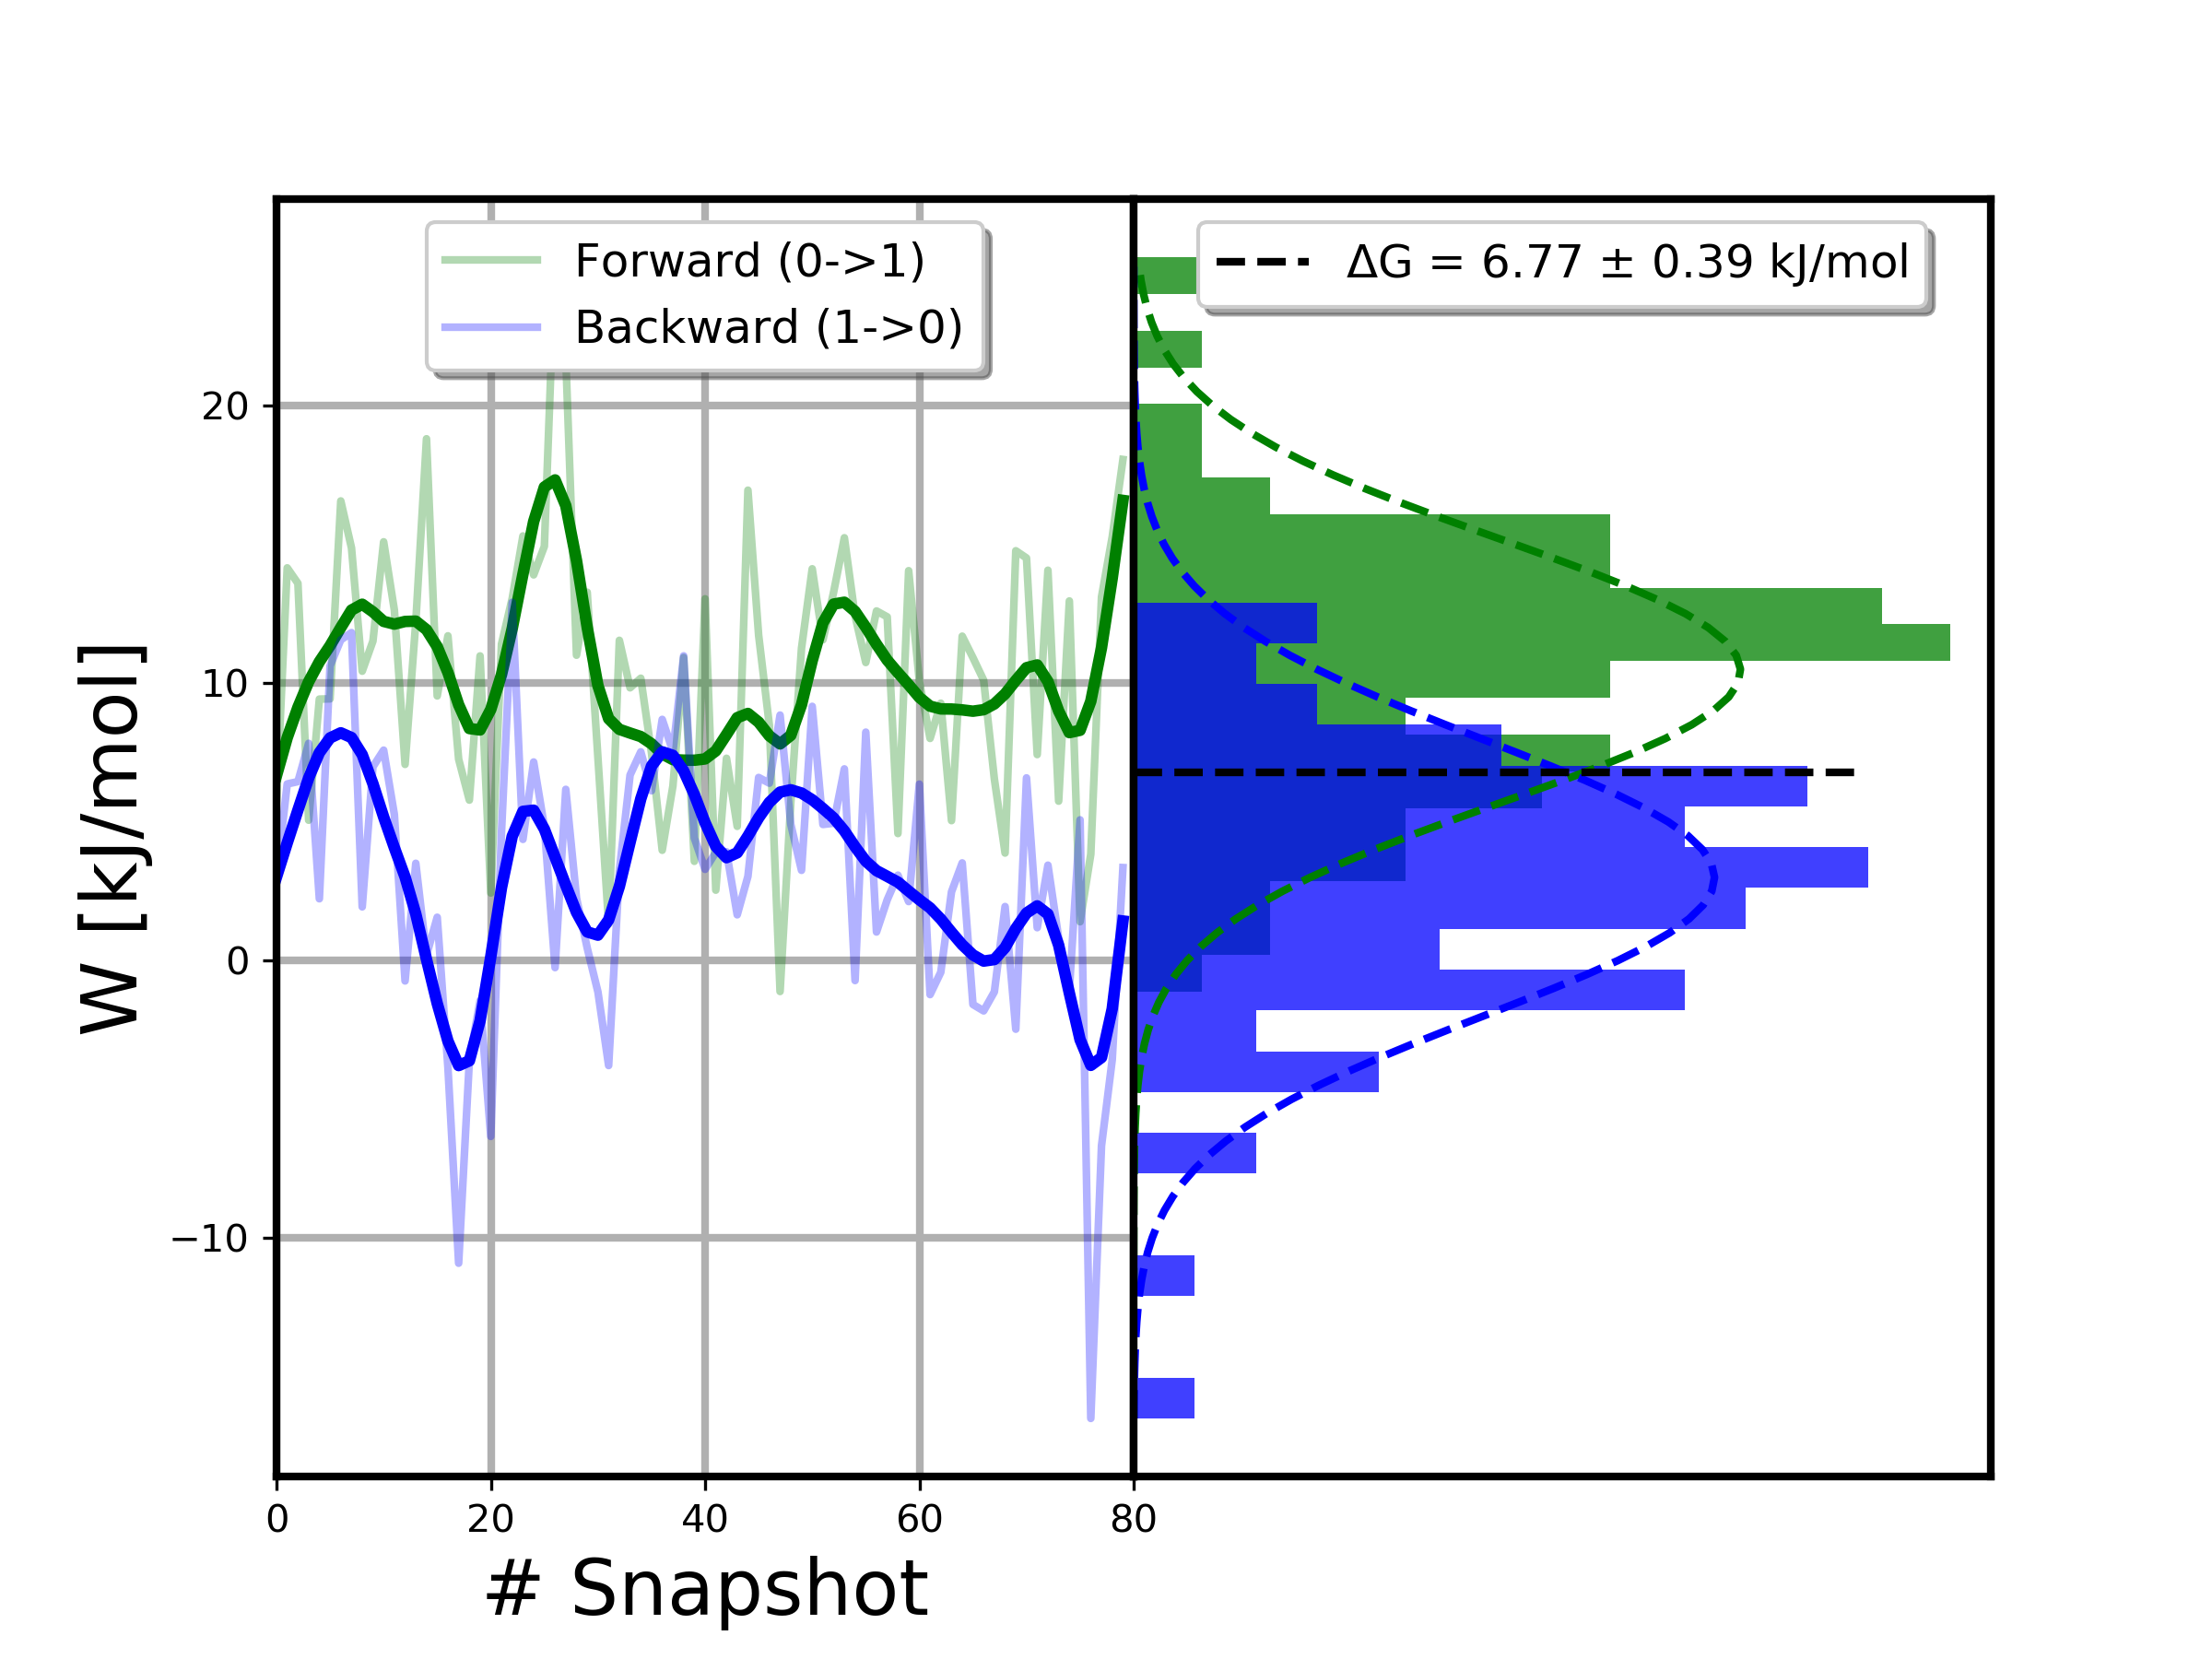 Forward (0->1)
Backward (1->0)
ΔG = 6.77 ± 0.39 kJ/mol
W [kJ/mol]
20
10
0
−10
0 20 40 60 80
# Snapshot